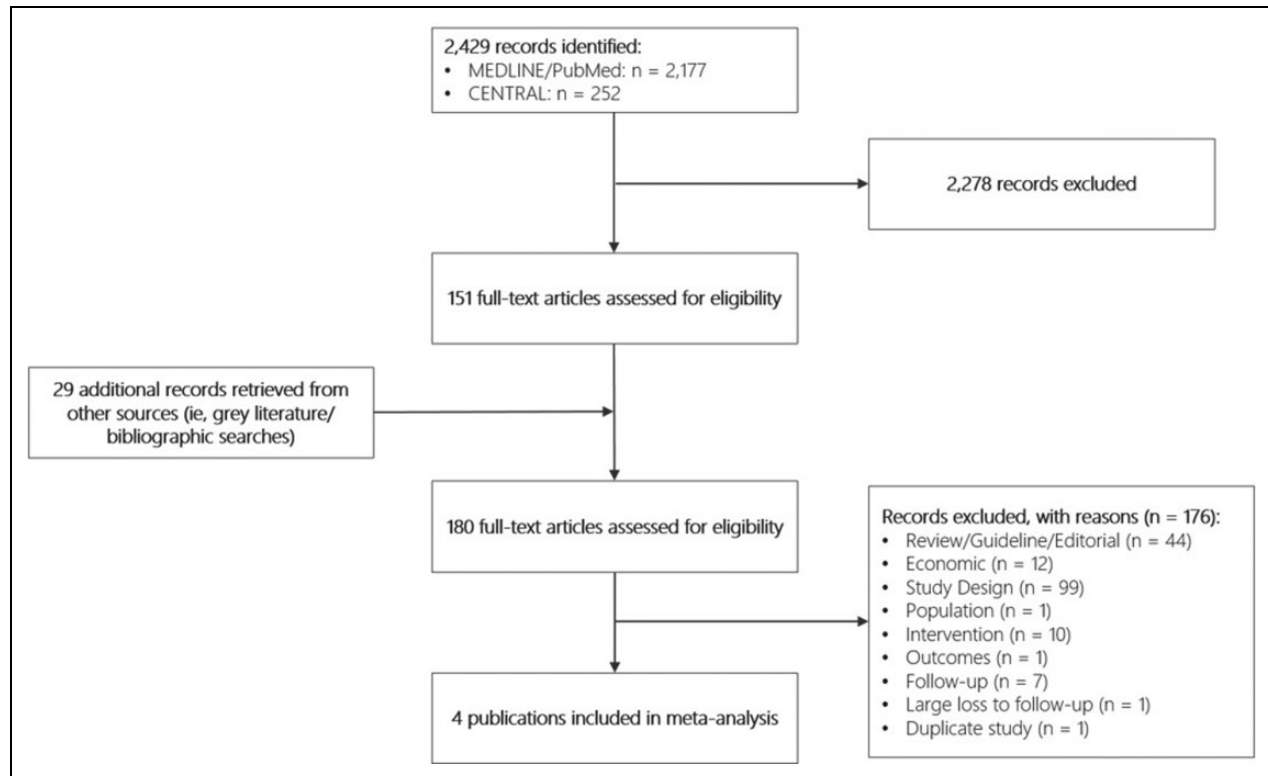 2,429 records identified:
• MEDLINE/PubMed: n = 2,177
• CENTRAL: n = 252
2,278 records excluded
151 full-text articles assessed for eligibility
29 additional records retrieved from
other sources (ie, grey literature/
bibliographic searches)
180 full-text articles assessed for eligibility
Records excluded, with reasons (n = 176):
• Review/Guideline/Editorial (n = 44)
• Economic (n = 12)
• Study Design (n = 99)
• Population (n = 1)
• Intervention (n = 10)
• Outcomes (n = 1)
• Follow-up (n = 7)
• Large loss to follow-up (n = 1)
• Duplicate study (n = 1)
4 publications included in meta-analysis